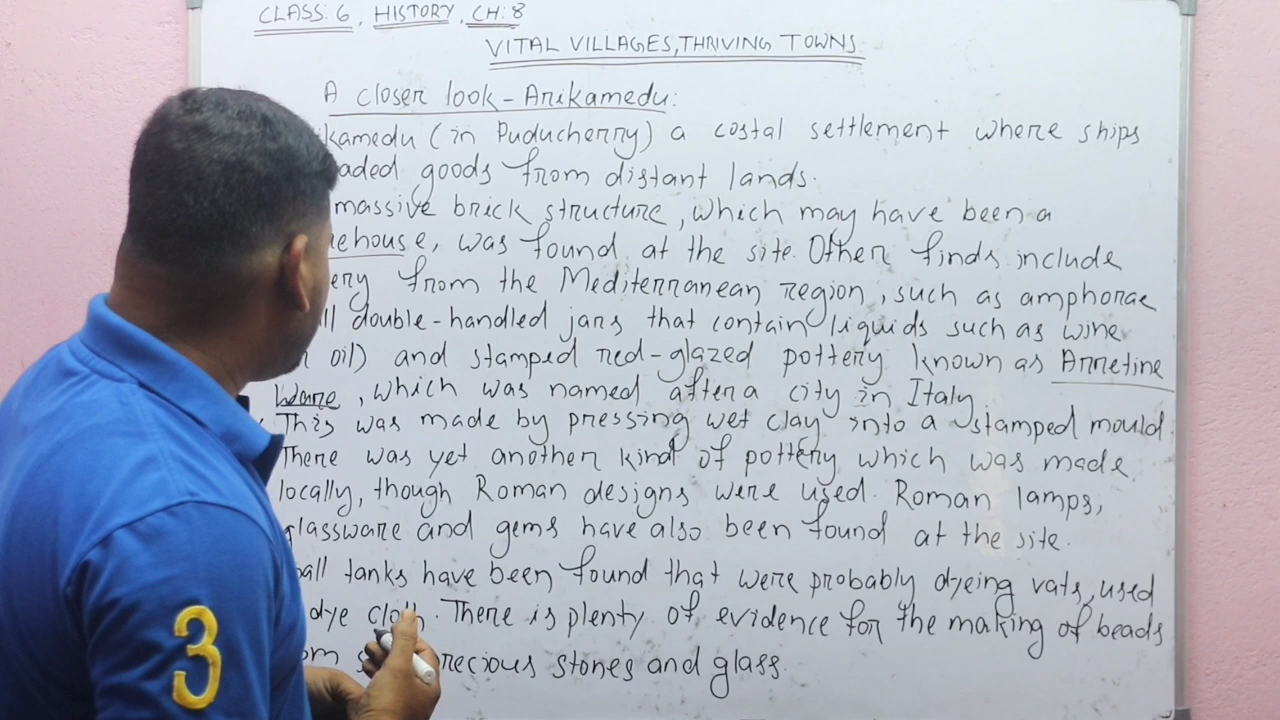 CLASS: 6, HISTORY, CH: 8
VITAL VILLAGES, THRIVING TOWNS
A closer look - Arikamedu:
ikamedu (in Puducherry) a costal settlement where ships
aded goods from distant lands.
massive brick structure, which may have been a
ehouse, was found at the site. Other finds include
ery from the Mediterranean region, such as amphorae
ll double-handled jars that contain liquids such as wine
oil) and stamped red-glazed pottery known as Arretine
Ware, which was named after a city in Italy
This was made by pressing wet clay into a stamped mould.
There was yet another kind of pottery which was made
locally, though Roman designs were used. Roman lamps,
glassware and gems have also been found at the site.
all tanks have been found that were probably dyeing vats, used
dye cloth. There is plenty of evidence for the making of beads
om s recious stones and glass.
3